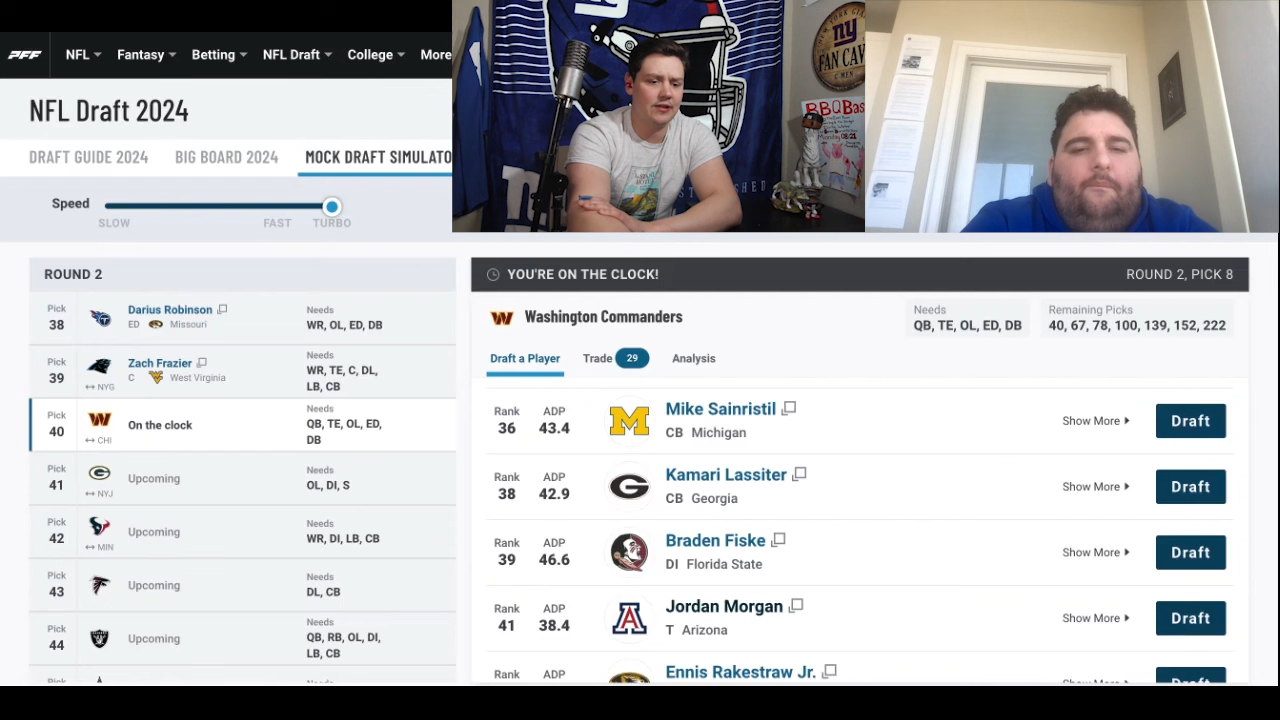 PFF NFL Fantasy Betting NFL Draft College More
NFL Draft 2024
DRAFT GUIDE 2024 BIG BOARD 2024 MOCK DRAFT SIMULATO
Speed
SLOW FAST TURBO
ny
FAN CAV
BBQ Bas
ROUND 2
Pick 38 Darius Robinson Needs
ED Missouri WR, OL, ED, DB
Pick 39 Zach Frazier Needs
C West Virginia WR, TE, C, DL,
↔ NYG LB, CB
Pick 40 On the clock Needs
QB, TE, OL, ED,
↔ CHI DB
Pick 41 Upcoming Needs
↔ NYJ OL, DI, S
Pick 42 Upcoming Needs
↔ MIN WR, DI, LB, CB
Pick 43 Upcoming Needs
DL, CB
Pick 44 Upcoming Needs
QB, RB, OL, DI,
LB, CB
YOU'RE ON THE CLOCK! ROUND 2, PICK 8
Washington Commanders
Needs
QB, TE, OL, ED, DB
Remaining Picks
40, 67, 78, 100, 139, 152, 222
Draft a Player Trade 29 Analysis
Rank 36 ADP 43.4 Mike Sainristil Show More Draft
CB Michigan
Rank 38 ADP 42.9 Kamari Lassiter Show More Draft
CB Georgia
Rank 39 ADP 46.6 Braden Fiske Show More Draft
DI Florida State
Rank 41 ADP 38.4 Jordan Morgan Show More Draft
T Arizona
Rank ADP Ennis Rakestraw Jr. Show More Draft